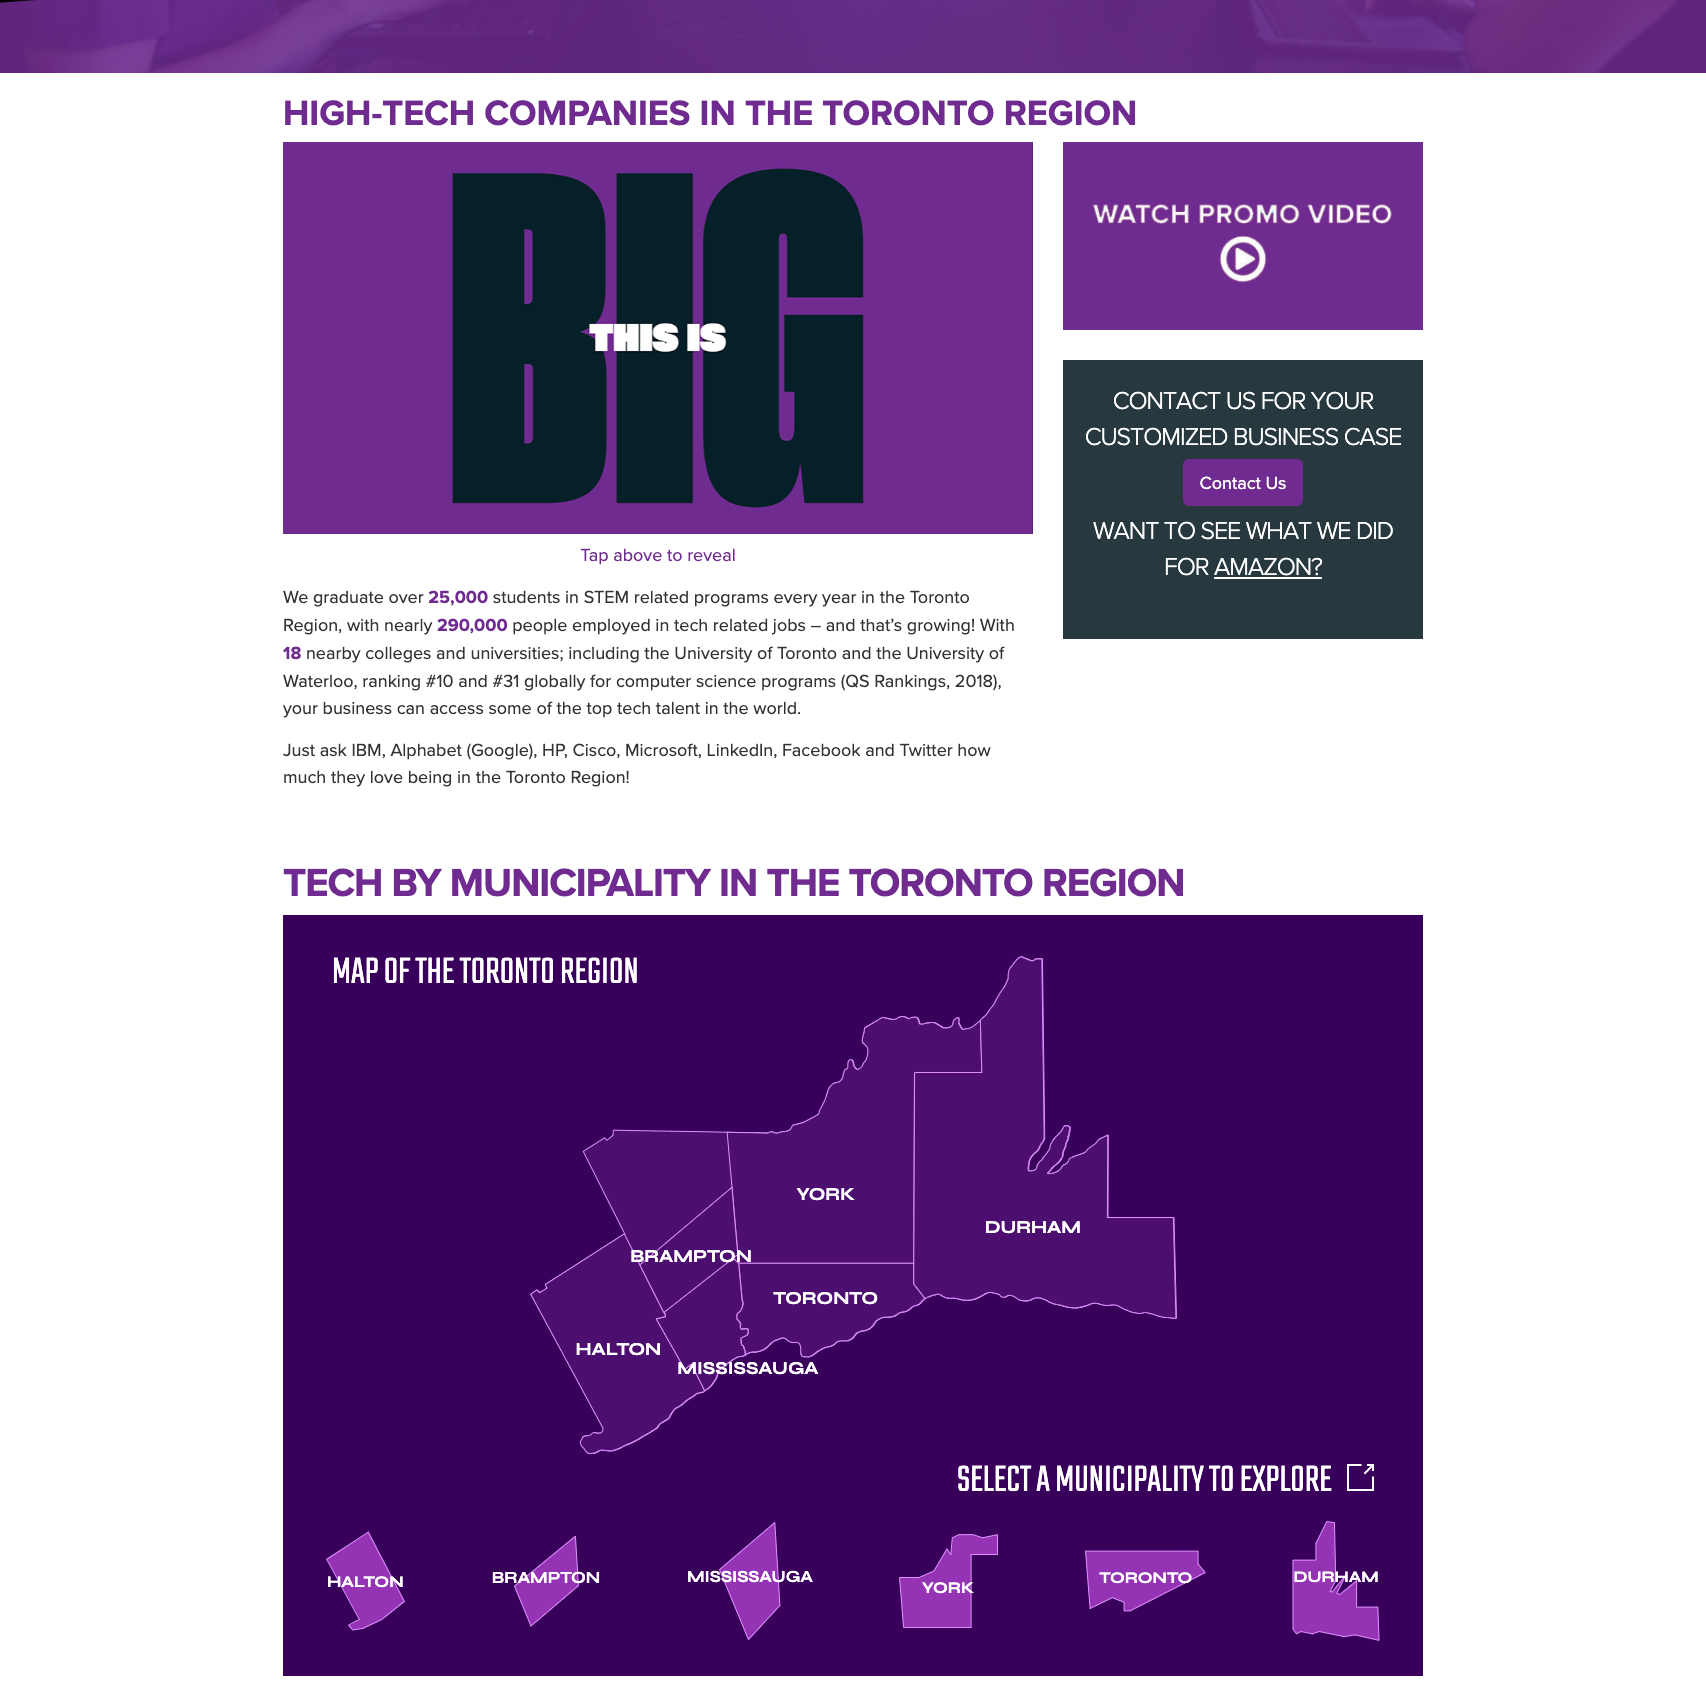 HIGH-TECH COMPANIES IN THE TORONTO REGION
BIG
THIS IS
Tap above to reveal
We graduate over 25,000 students in STEM related programs every year in the Toronto
Region, with nearly 290,000 people employed in tech related jobs – and that's growing! With
18 nearby colleges and universities; including the University of Toronto and the University of
Waterloo, ranking #10 and #31 globally for computer science programs (QS Rankings, 2018),
your business can access some of the top tech talent in the world.
Just ask IBM, Alphabet (Google), HP, Cisco, Microsoft, LinkedIn, Facebook and Twitter how
much they love being in the Toronto Region!
WATCH PROMO VIDEO
CONTACT US FOR YOUR
CUSTOMIZED BUSINESS CASE
Contact Us
WANT TO SEE WHAT WE DID
FOR AMAZON?
TECH BY MUNICIPALITY IN THE TORONTO REGION
MAP OF THE TORONTO REGION
YORK
DURHAM
BRAMPTON
TORONTO
HALTON
MISSISSAUGA
SELECT A MUNICIPALITY TO EXPLORE
HALTON
BRAMPTON
MISSISSAUGA
YORK
TORONTO
DURHAM